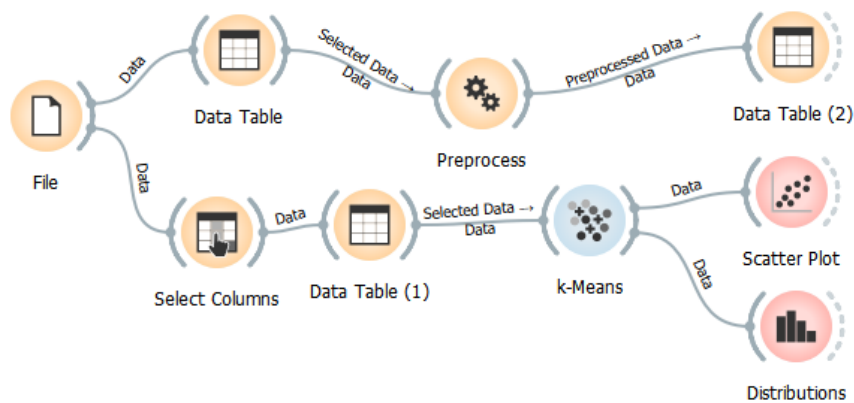 Data
Data Table
Selected Data →
Data
Preprocess
Preprocessed Data →
Data
Data Table (2)
File
Data
Select Columns
Data
Data Table (1)
Selected Data →
Data
k-Means
Data
Scatter Plot
Data
Distributions